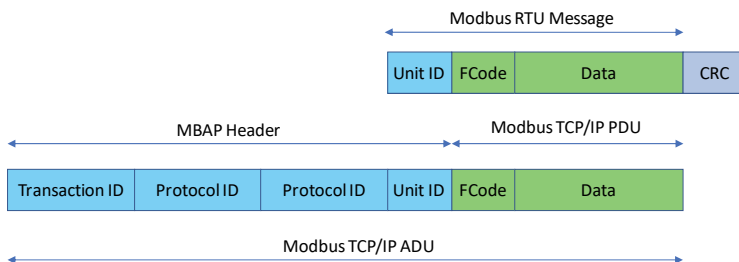 Modbus RTU Message
Unit ID FCode Data CRC
MBAP Header Modbus TCP/IP PDU
Transaction ID Protocol ID Protocol ID Unit ID FCode Data
Modbus TCP/IP ADU